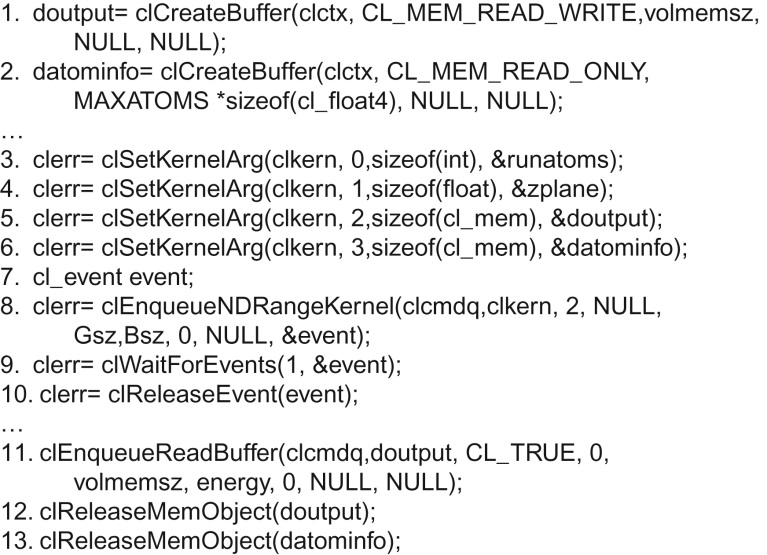 1. doutput= clCreateBuffer(clctx, CL_MEM_READ_WRITE,volmemsz,
NULL, NULL);
2. datominfo= clCreateBuffer(clctx, CL_MEM_READ_ONLY,
MAXATOMS *sizeof(cl_float4), NULL, NULL);
…
3. clerr= clSetKernelArg(clkern, 0,sizeof(int), &runatoms);
4. clerr= clSetKernelArg(clkern, 1,sizeof(float), &zplane);
5. clerr= clSetKernelArg(clkern, 2,sizeof(cl_mem), &doutput);
6. clerr= clSetKernelArg(clkern, 3,sizeof(cl_mem), &datominfo);
7. cl_event event;
8. clerr= clEnqueueNDRangeKernel(clcmdq,clkern, 2, NULL,
Gsz,Bsz, 0, NULL, &event);
9. clerr= clWaitForEvents(1, &event);
10. clerr= clReleaseEvent(event);
…
11. clEnqueueReadBuffer(clcmdq,doutput, CL_TRUE, 0,
volmemsz, energy, 0, NULL, NULL);
12. clReleaseMemObject(doutput);
13. clReleaseMemObject(datominfo);